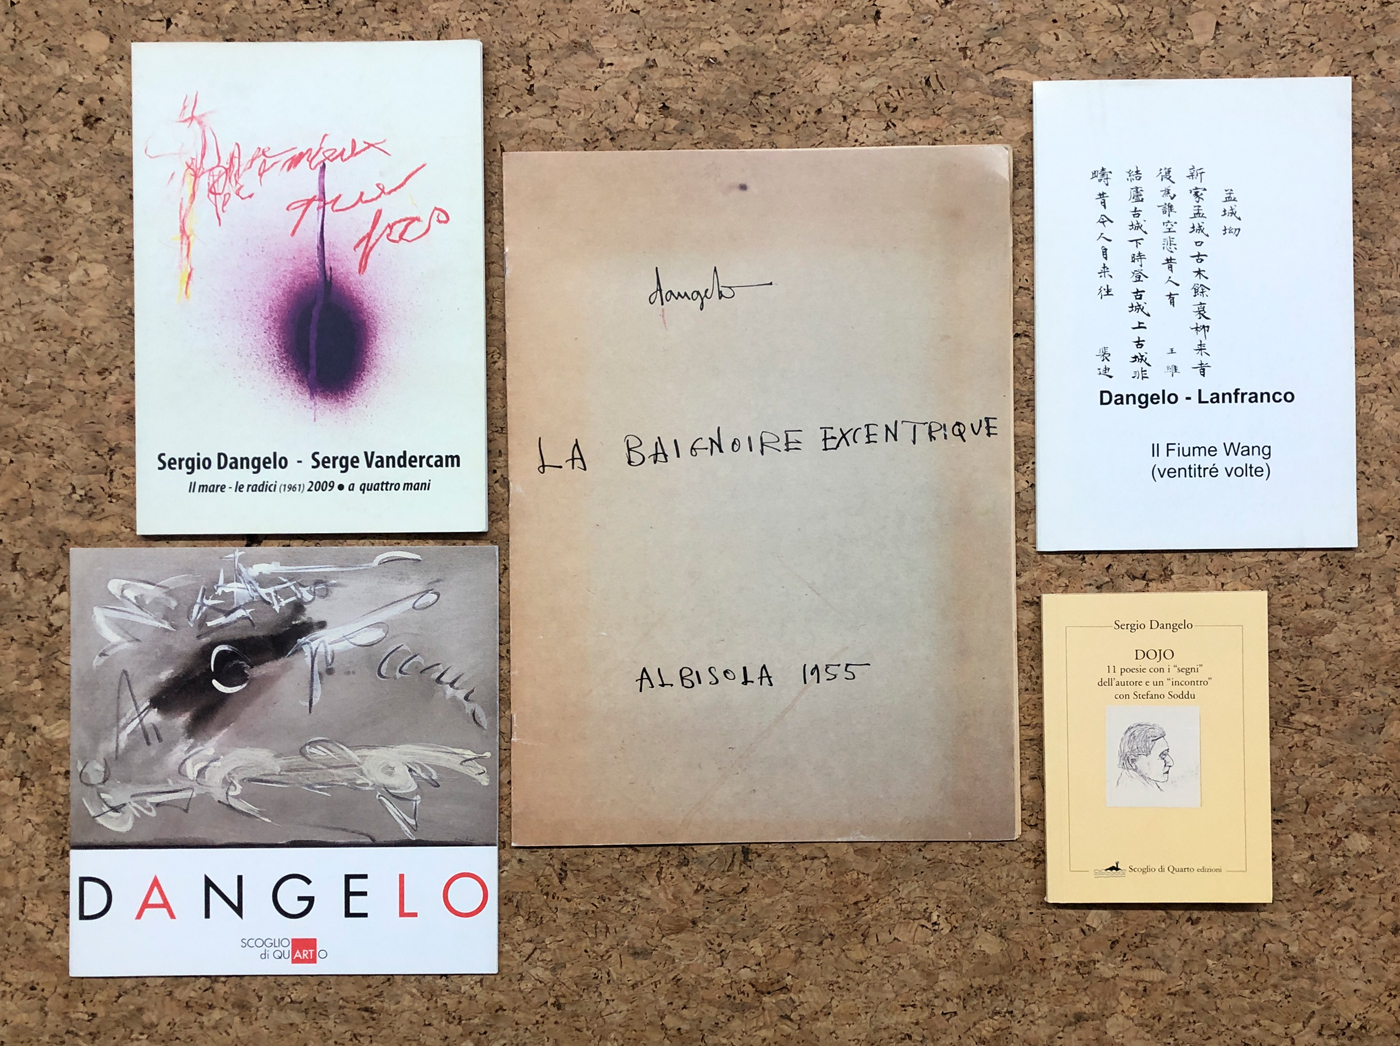 mieux
que
Sergio Dangelo - Serge Vandercam
Il mare - le radici (1961) 2009 ● a quattro mani
DANGELO
SCOGLIO
di QUARTO
dangelo
LA BAIGNOIRE EXCENTRIQUE
ALBISOLA 1955
孟城坳
新家孟城口古木餘衰柳来者
復為誰空悲昔人有 王維
結廬古城下時登古城上古城非
疇昔今人自来往 裴迪
Dangelo - Lanfranco
Il Fiume Wang
(ventitré volte)
Sergio Dangelo
DOJO
11 poesie con i “segni”
dell’autore e un “incontro”
con Stefano Soddu
Scoglio di Quarto edizioni